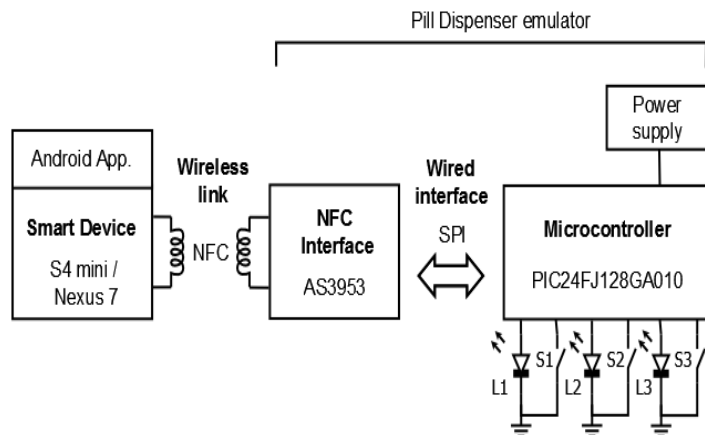 Pill Dispenser emulator
Power
supply
Android App.
Smart Device
S4 mini /
Nexus 7
Wireless
link
NFC
NFC
Interface
AS3953
Wired
interface
SPI
Microcontroller
PIC24FJ128GA010
L1
S1
L2
S2
L3
S3